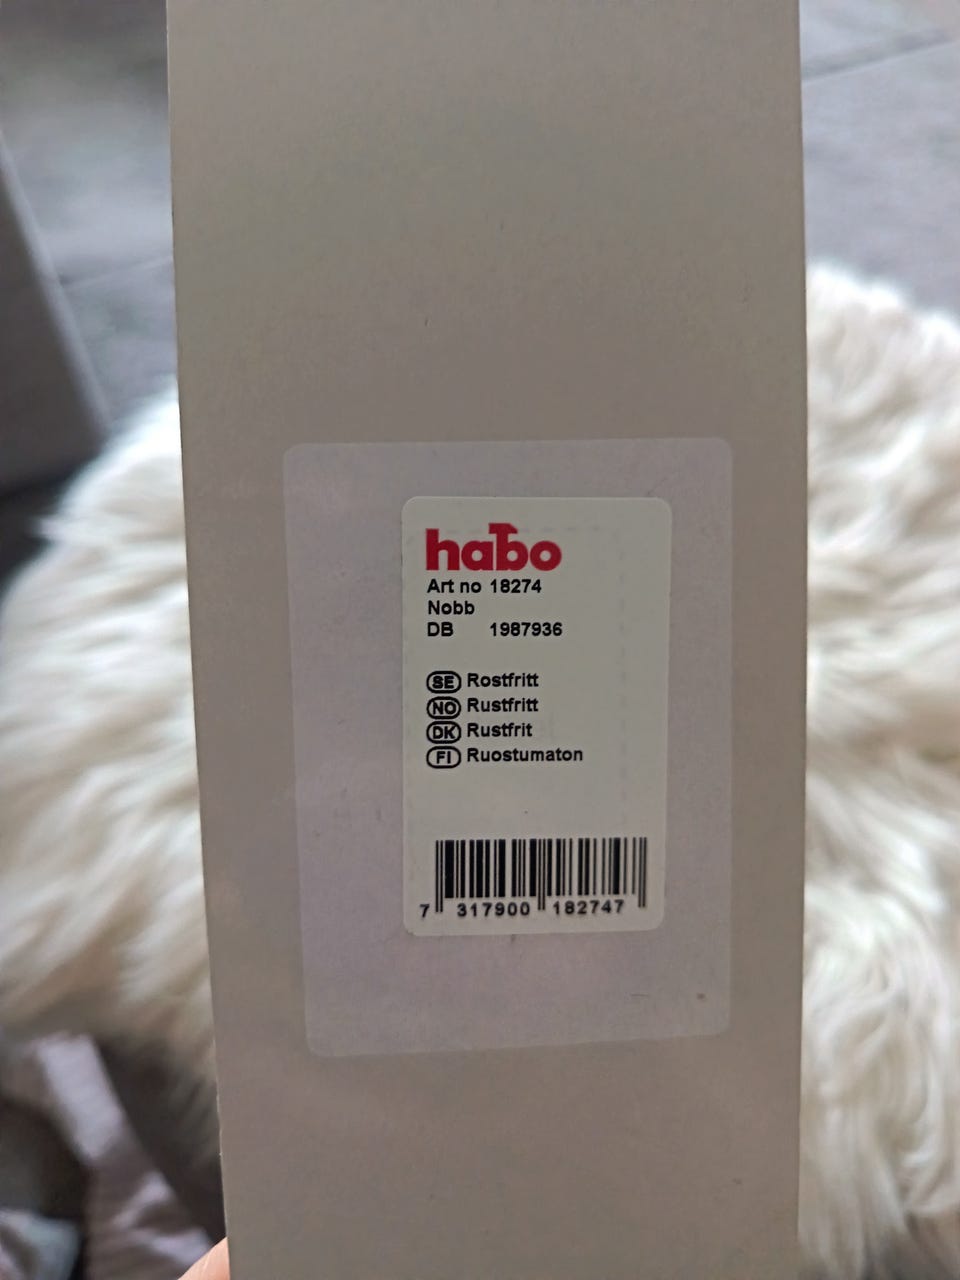 habo
Art no 18274
Nobb
DB 1987936
SE Rostfritt
NO Rustfritt
DK Rustfrit
FI Ruostumaton
7 317900 182747